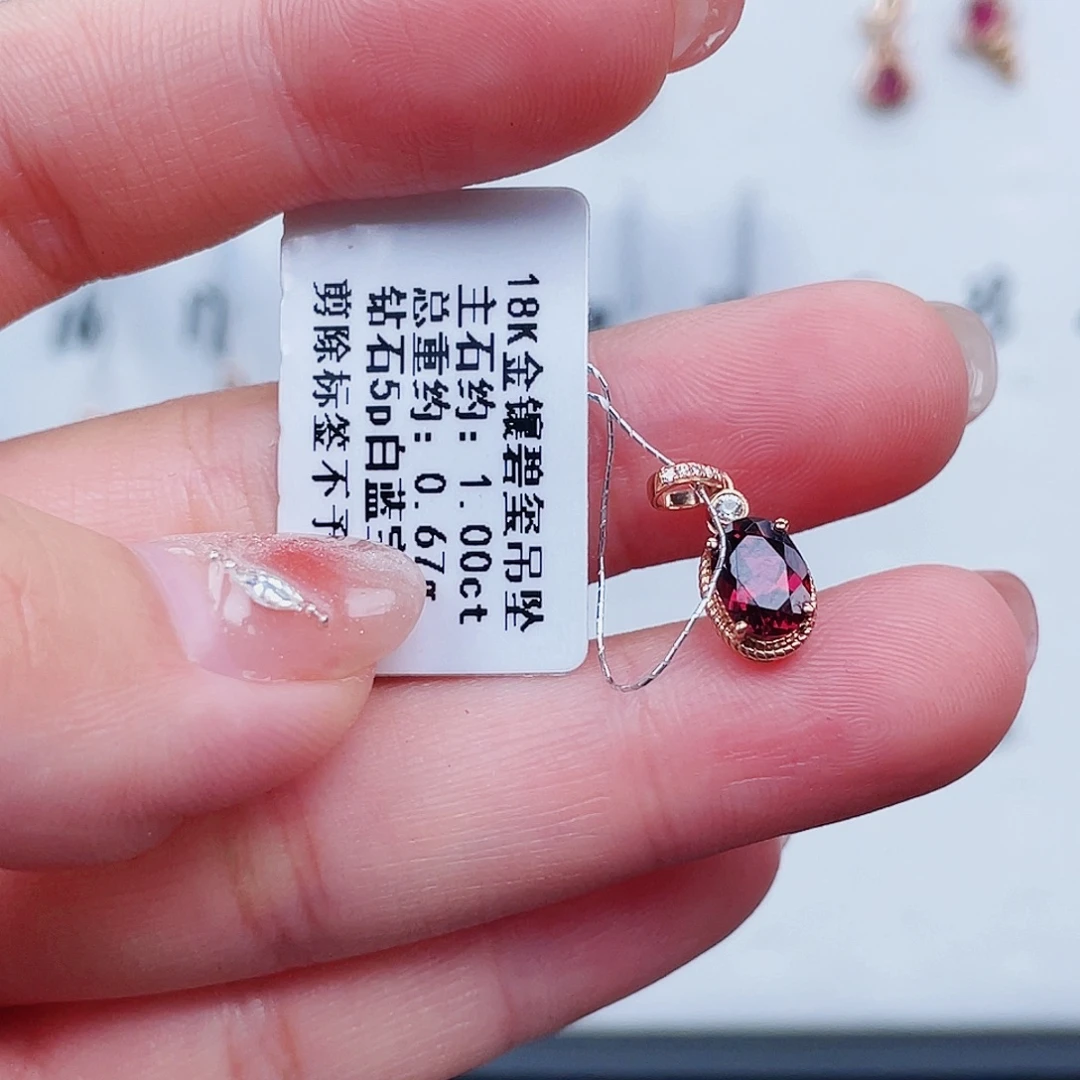 18K金镶碧玺吊坠
主石约: 1.00ct
总重约: 0.67
钻石5p白蓝
剪除标签不予